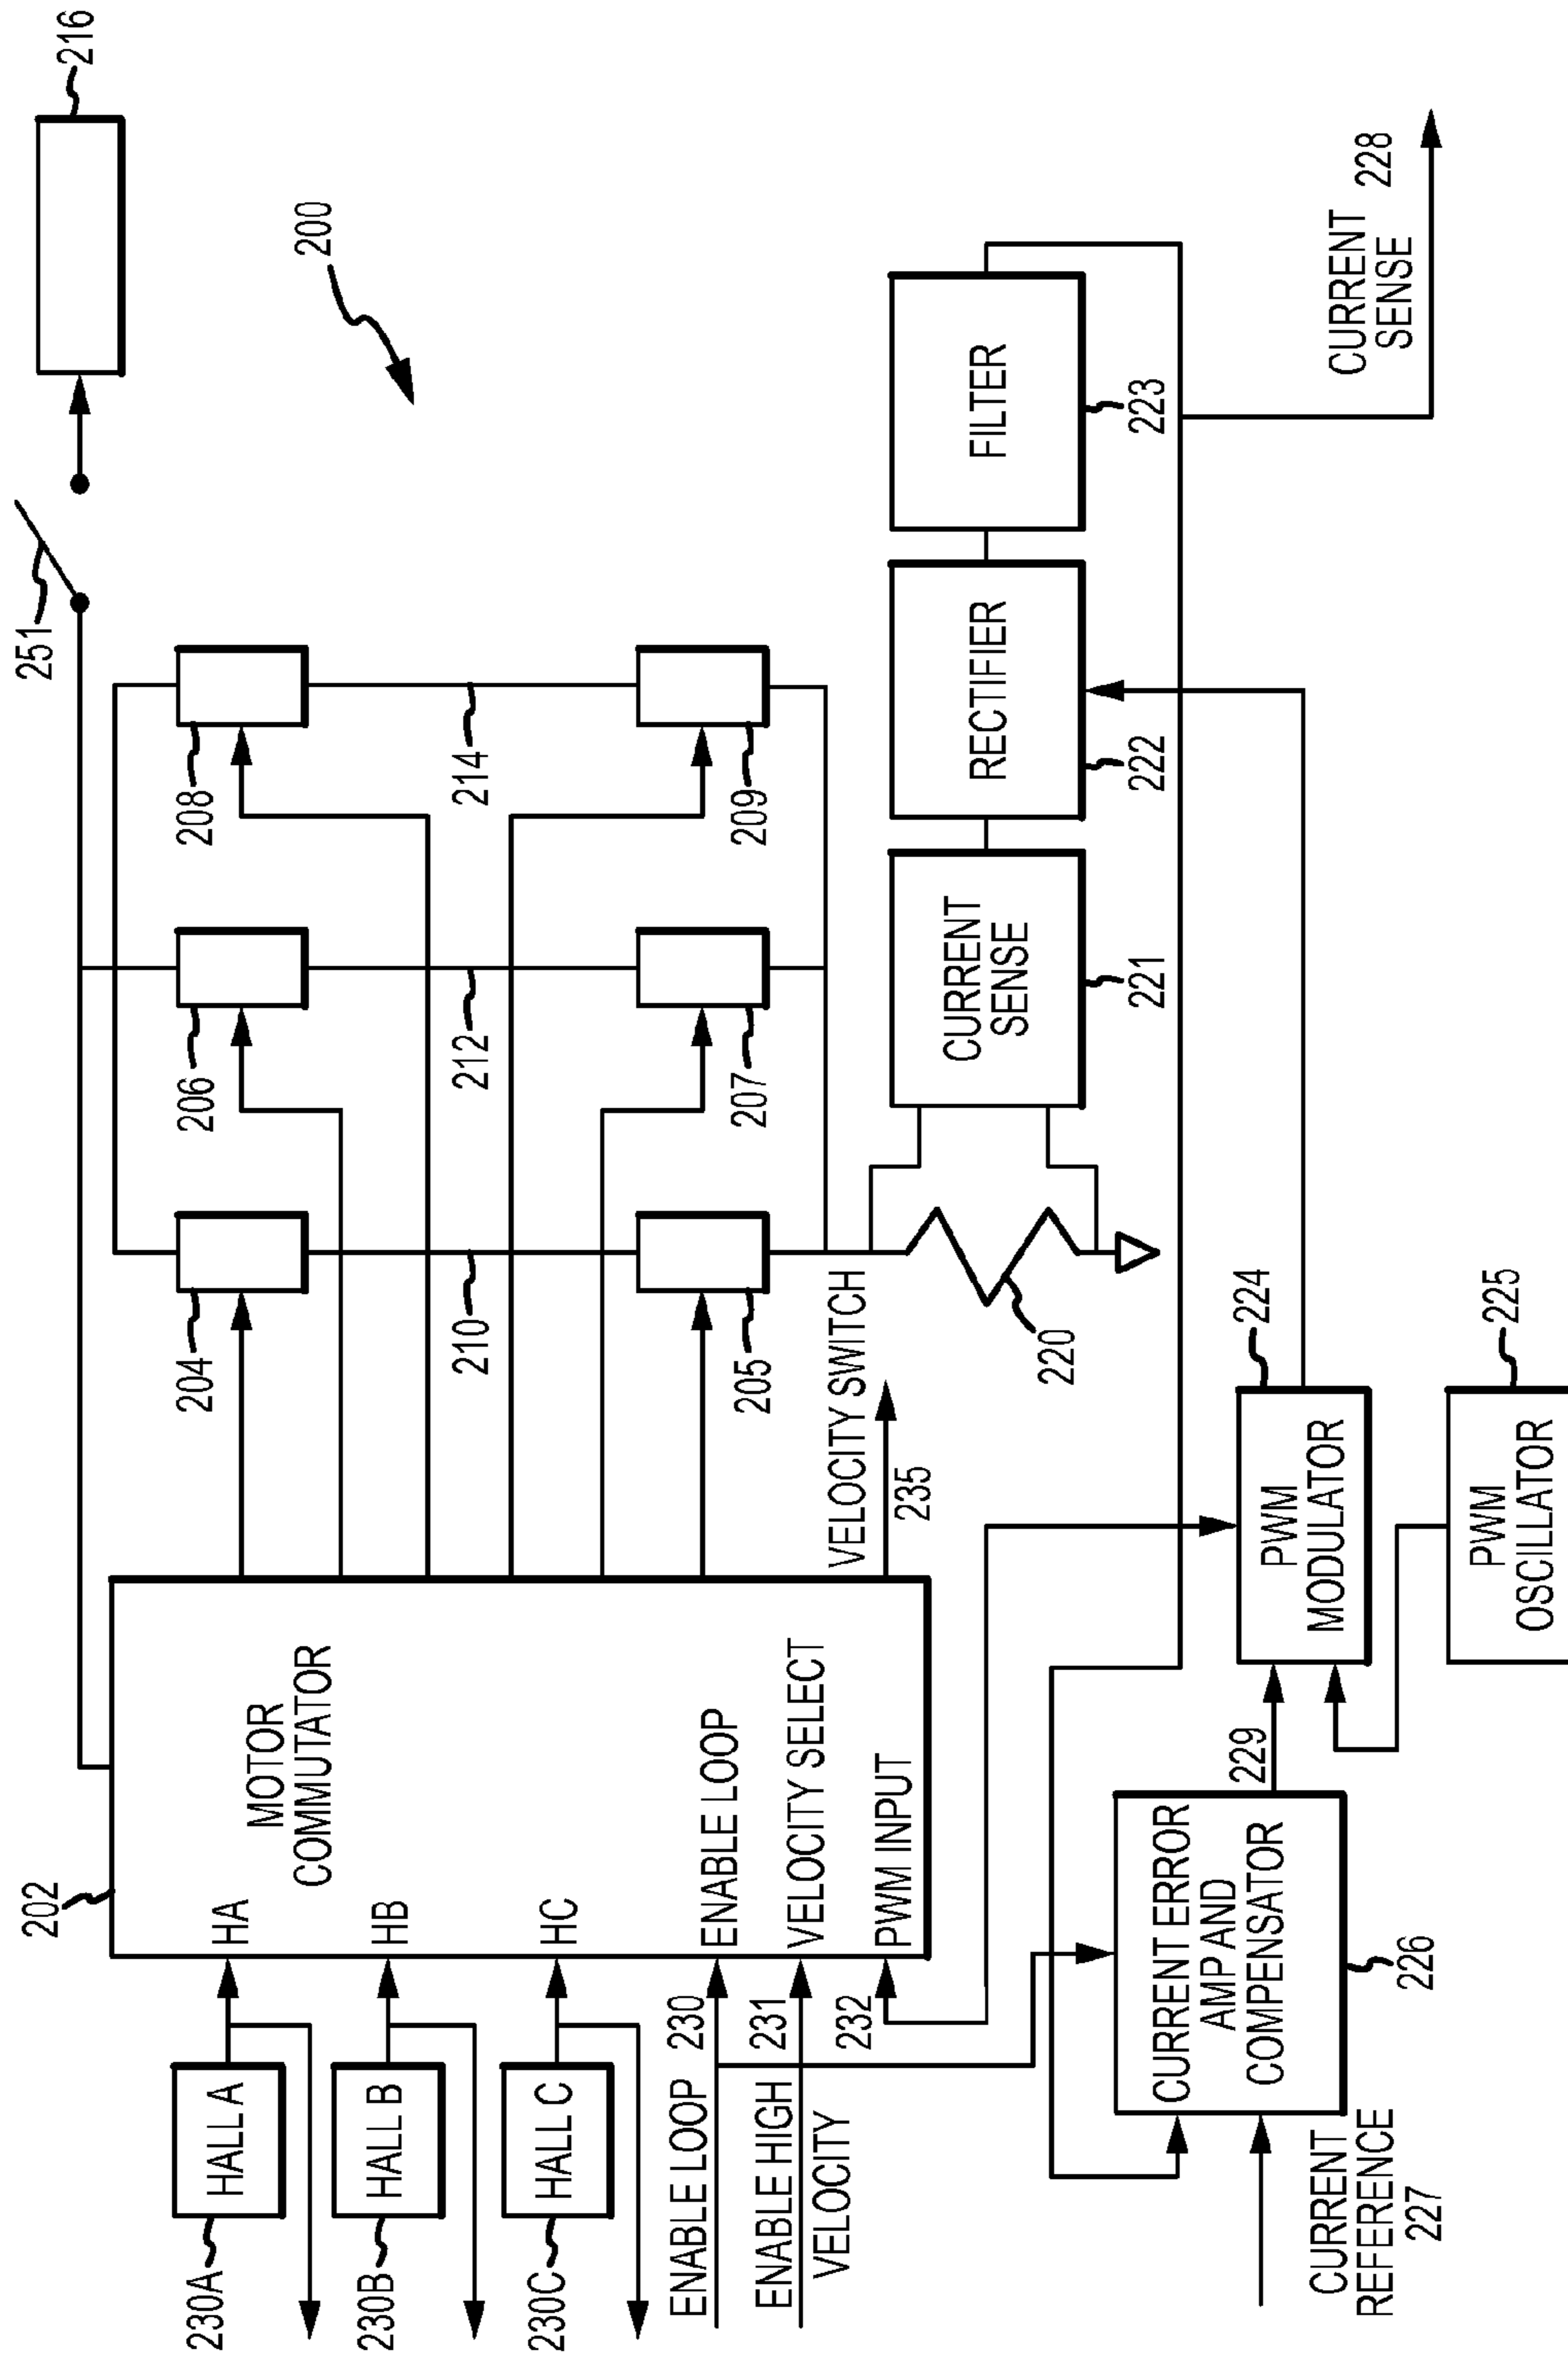 216
251
200
202
MOTOR
COMMUTATOR
HA
HB
HC
ENABLE LOOP
VELOCITY SELECT
PWM INPUT
HALL A
230A
HALL B
230B
HALL C
230C
ENABLE LOOP
230
ENABLE HIGH
VELOCITY
231
232
204
206
208
210
212
214
205
207
209
VELOCITY SWITCH
235
220
CURRENT
SENSE
221
RECTIFIER
222
FILTER
223
CURRENT
SENSE
228
CURRENT ERROR
AMP AND
COMPENSATOR
226
229
CURRENT
REFERENCE
227
PWM
MODULATOR
224
PWM
OSCILLATOR
225